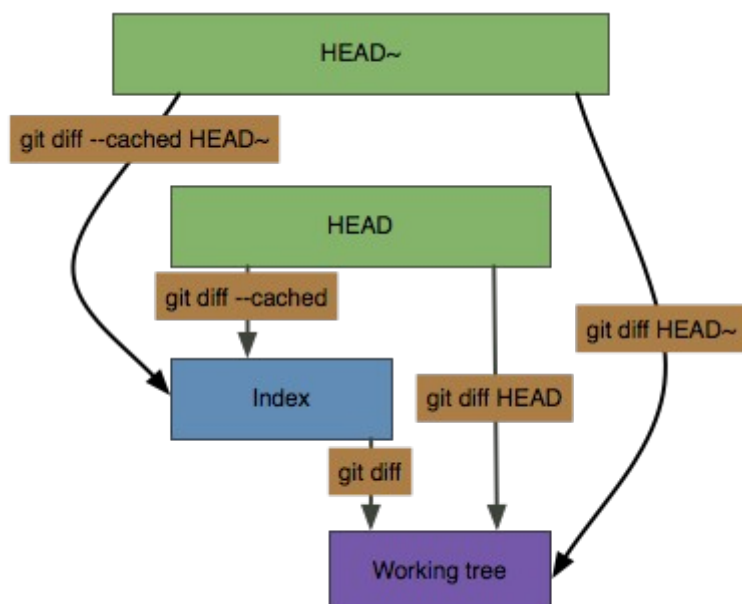 HEAD~
git diff --cached HEAD~
HEAD
git diff --cached
git diff HEAD~
Index
git diff HEAD
git diff
Working tree